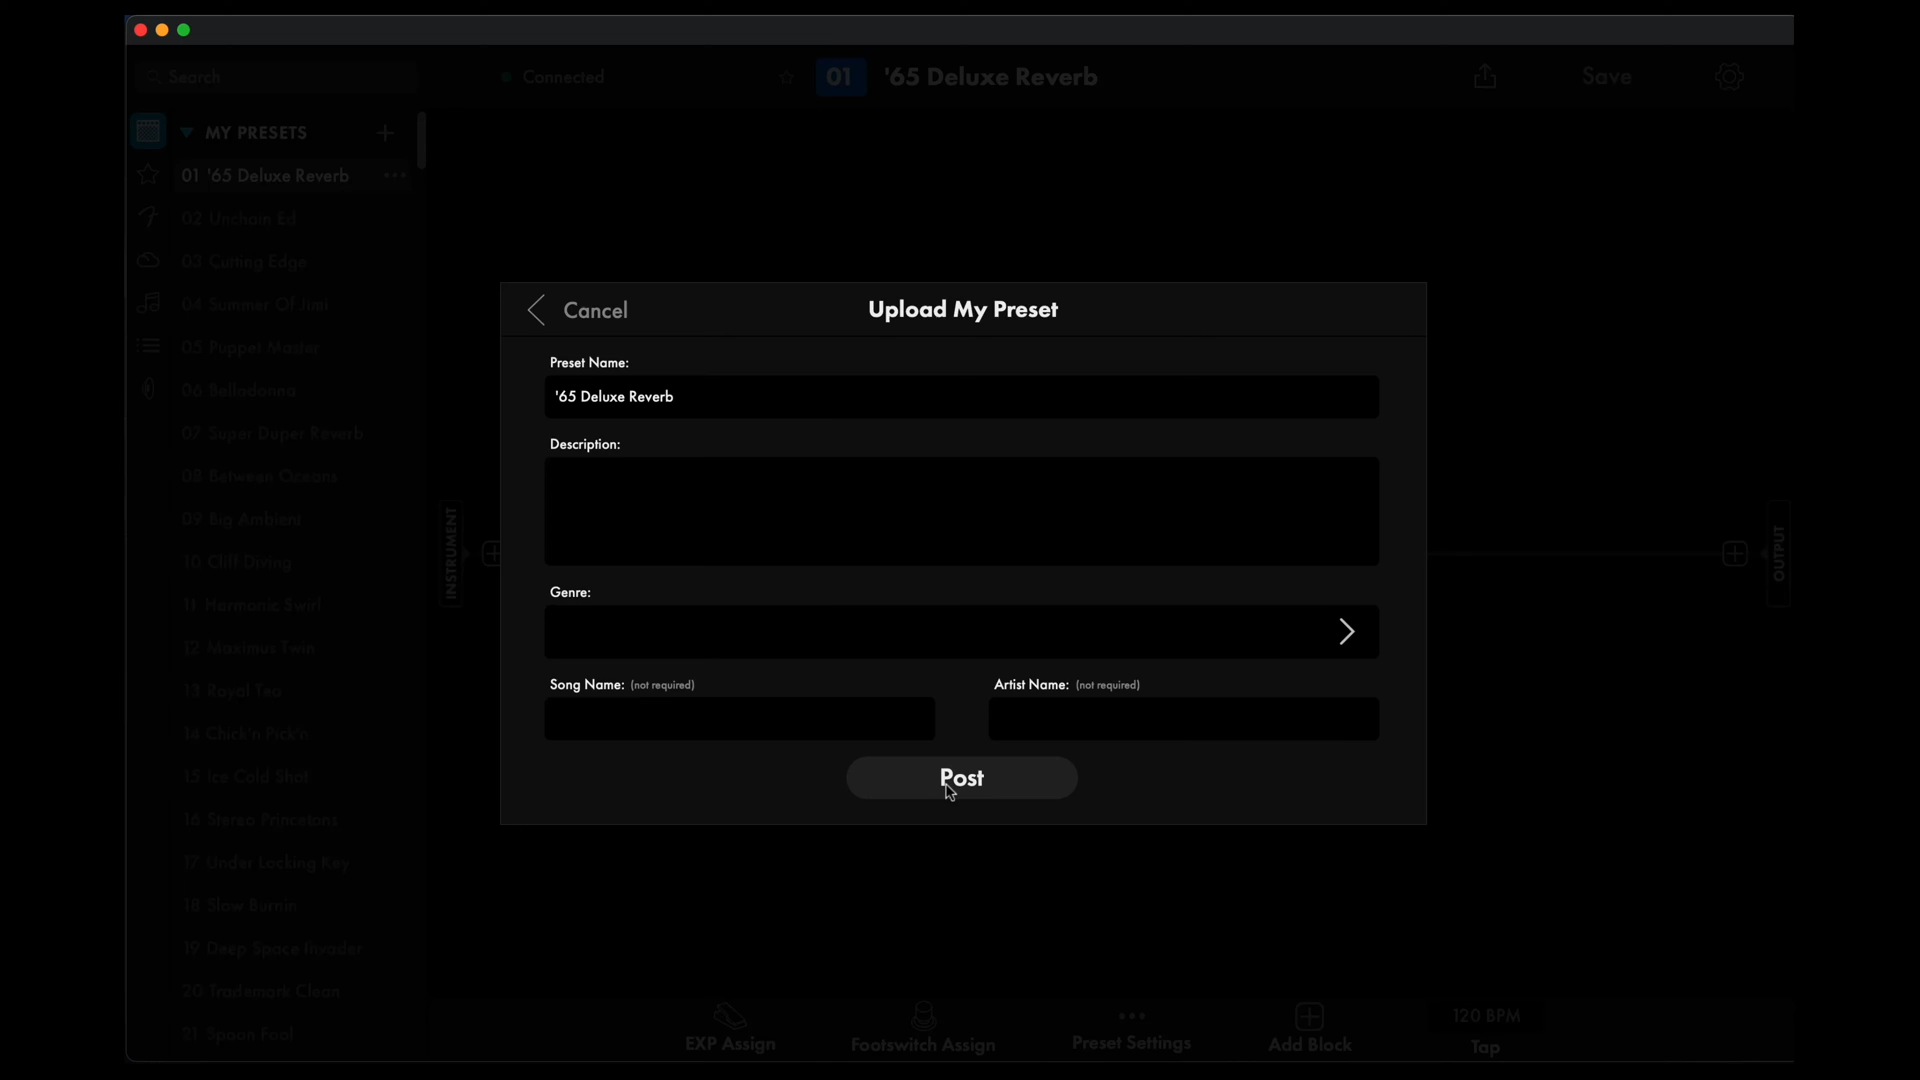 Search
Connected
01 '65 Deluxe Reverb
Save
MY PRESETS
01 '65 Deluxe Reverb
02 Unchain Ed
03 Cutting Edge
04 Summer Of Jimi
05 Puppet Master
06 Belladonna
07 Super Duper Reverb
08 Between Oceans
09 Big Ambient
10 Cliff Diving
11 Harmonic Swirl
12 Maximus Twin
13 Royal Tea
14 Chick'n Pick'n
15 Ice Cold Shot
16 Stereo Princetons
17 Under Locking Key
18 Slow Burnin
19 Deep Space Invader
20 Trademark Clean
21 Spoon Fool
INSTRUMENT
Cancel
Upload My Preset
Preset Name:
'65 Deluxe Reverb
Description:
Genre:
Song Name: (not required)
Artist Name: (not required)
Post
OUTPUT
EXP Assign
Footswitch Assign
Preset Settings
Add Block
120 BPM
Tap